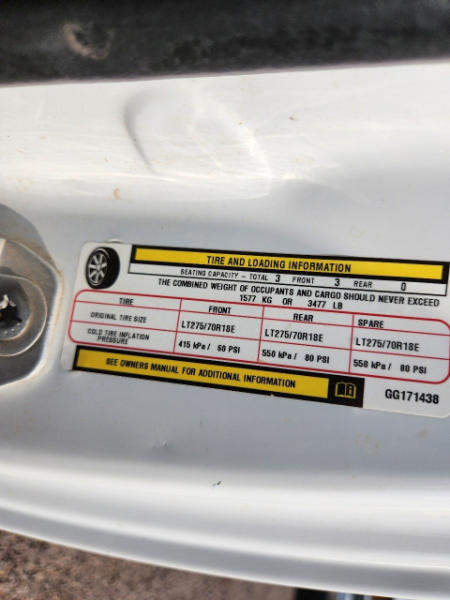 TIRE AND LOADING INFORMATION
SEATING CAPACITY - TOTAL 3 FRONT 3 REAR 0
THE COMBINED WEIGHT OF OCCUPANTS AND CARGO SHOULD NEVER EXCEED
1577 KG OR 3477 LB
TIRE FRONT REAR SPARE
ORIGINAL TIRE SIZE LT275/70R18E LT275/70R18E LT275/70R18E
COLD TIRE INFLATION PRESSURE 415 kPa / 60 PSI 550 kPa / 80 PSI 550 kPa / 80 PSI
SEE OWNERS MANUAL FOR ADDITIONAL INFORMATION
GG171438